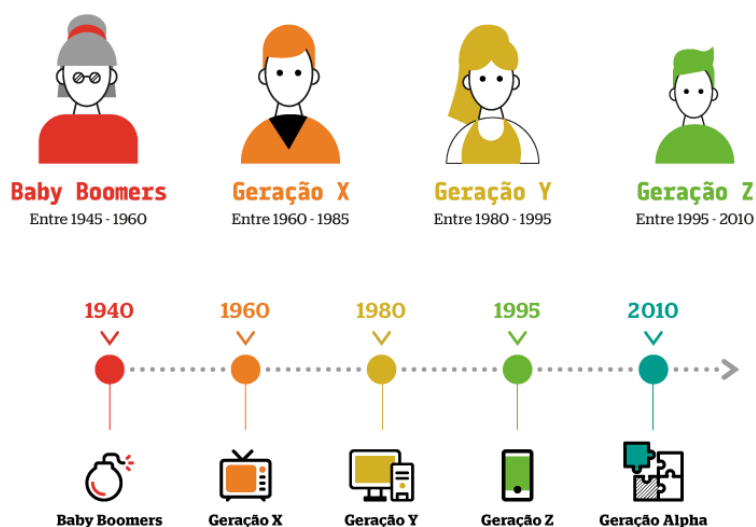 Baby Boomers
Entre 1945 - 1960
Geração X
Entre 1960 - 1985
Geração Y
Entre 1980 - 1995
Geração Z
Entre 1995 - 2010
1940
1960
1980
1995
2010
Baby Boomers
Geração X
Geração Y
Geração Z
Geração Alpha